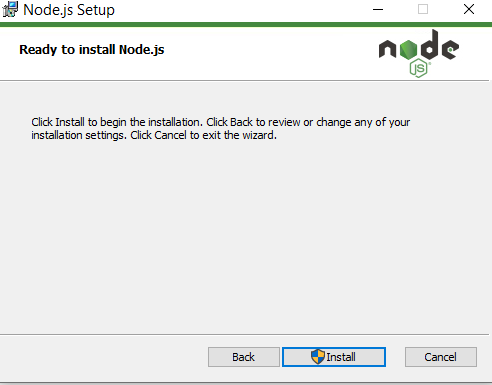 Node.js Setup
Ready to install Node.js
node
JS
Click Install to begin the installation. Click Back to review or change any of your
installation settings. Click Cancel to exit the wizard.
Back
Install
Cancel